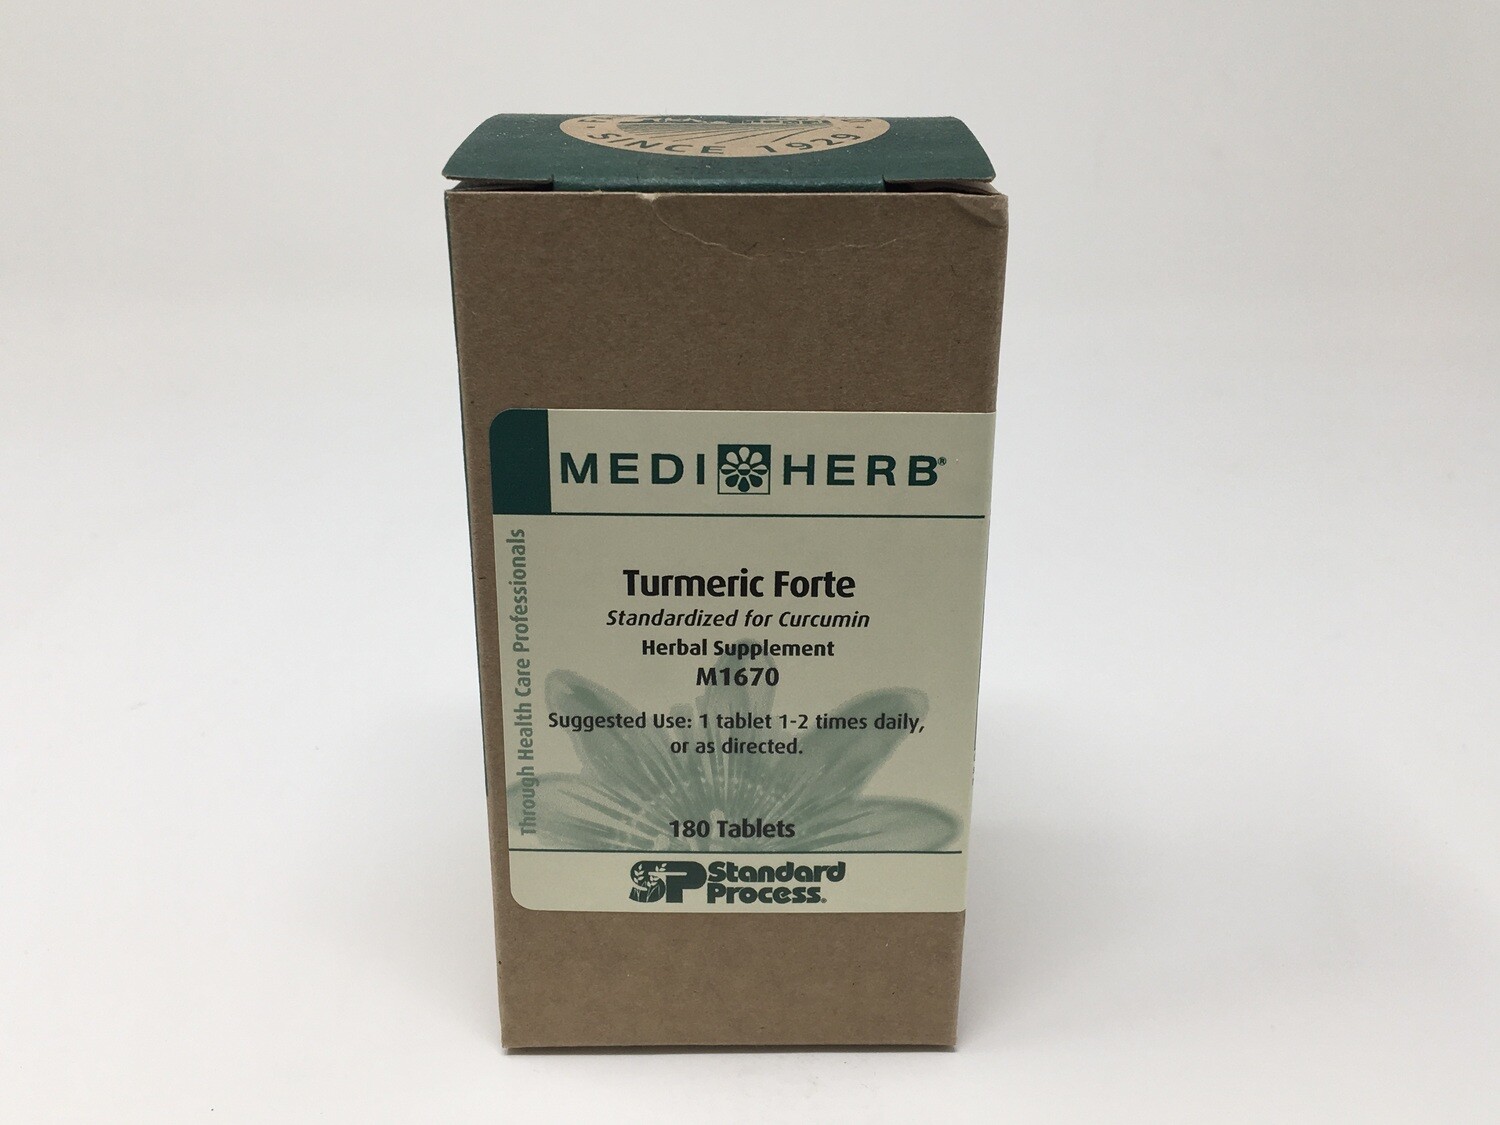 SINCE 1929
MEDI HERB®
Through Health Care Professionals
Turmeric Forte
Standardized for Curcumin
Herbal Supplement
M1670
Suggested Use: 1 tablet 1-2 times daily,
or as directed.
180 Tablets
SP Standard
Process®